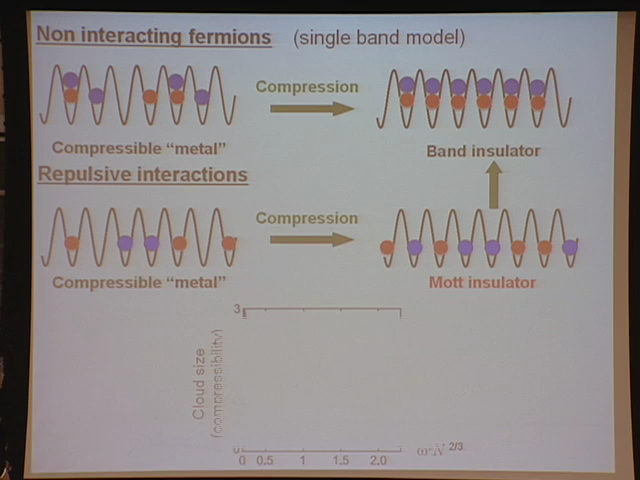 Non interacting fermions (single band model)
Compression
Compressible “metal”
Band insulator
Repulsive interactions
Compression
Compressible “metal”
Mott insulator
3
Cloud size
(compressibility)
0
0 0.5 1 1.5 2.0